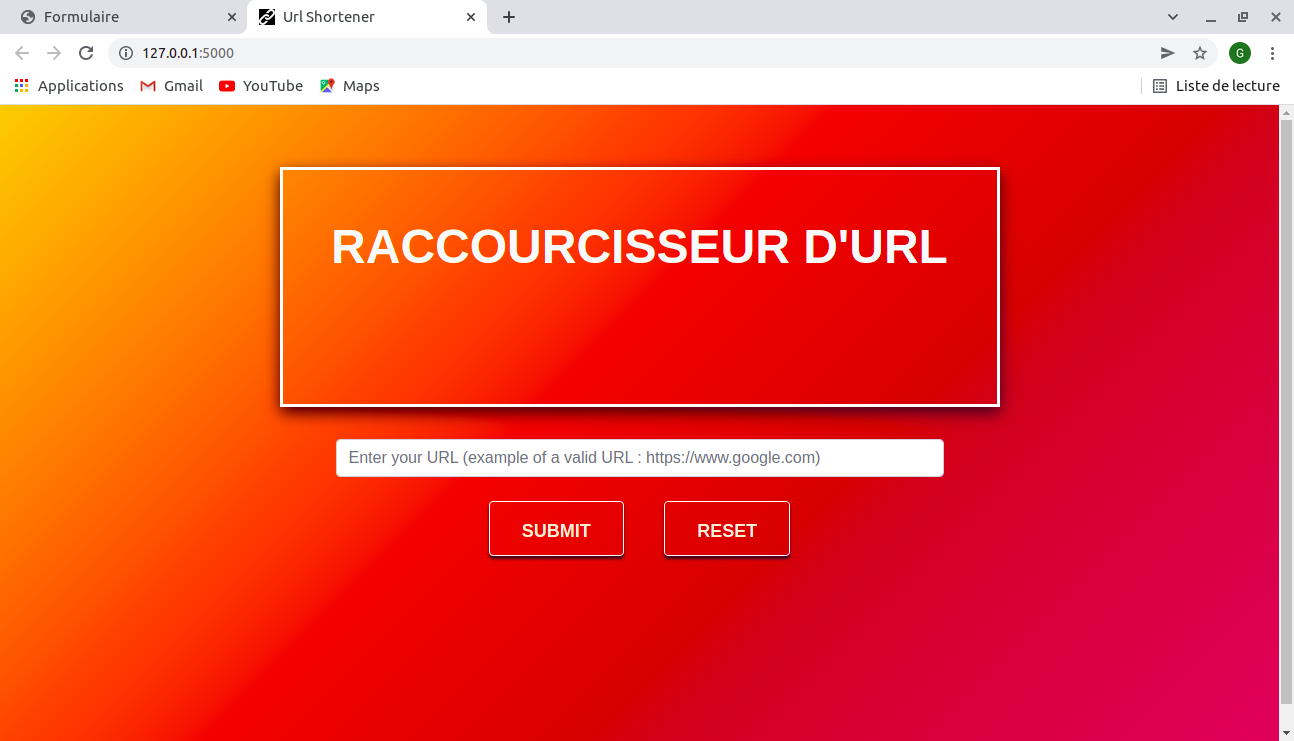 Formulaire
Url Shortener
127.0.0.1:5000
G
Applications
Gmail
YouTube
Maps
Liste de lecture
RACCOURCISSEUR D'URL
Enter your URL (example of a valid URL : https://www.google.com)
SUBMIT
RESET